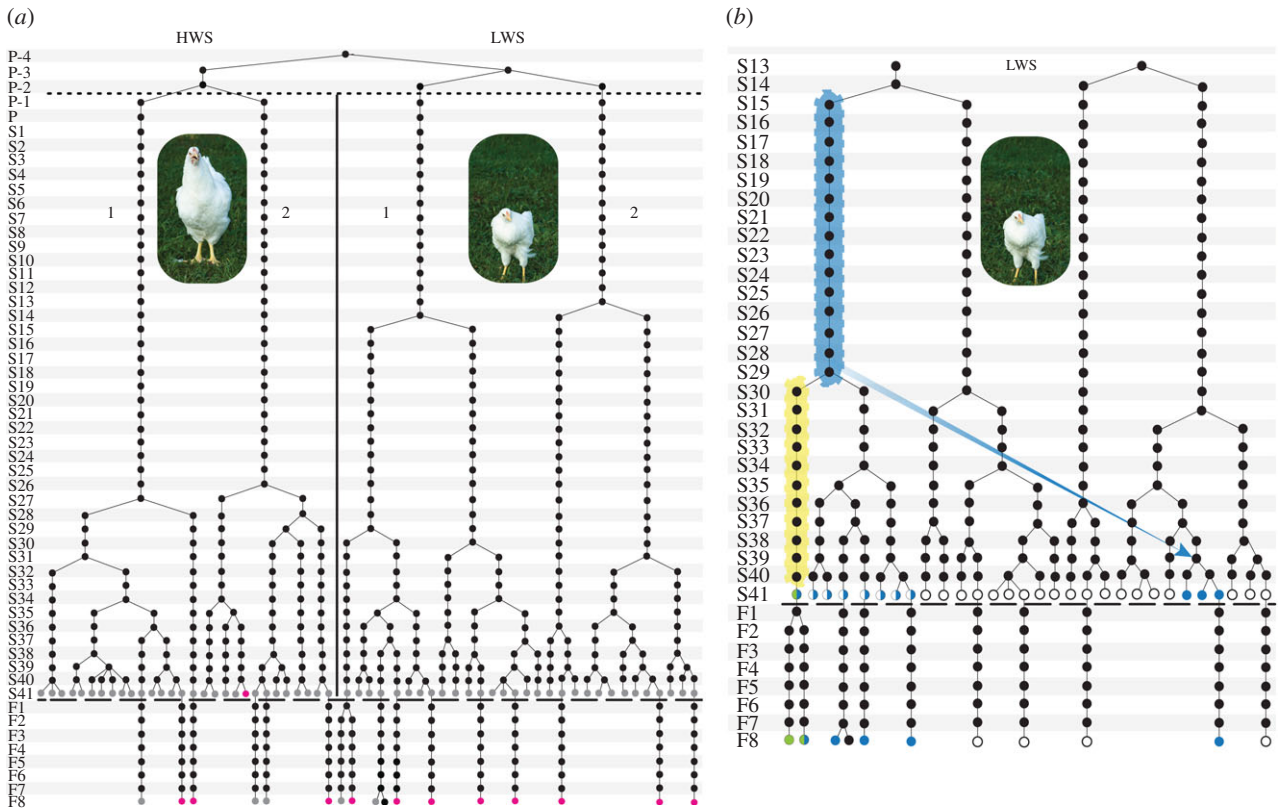 (a)
HWS
LWS
P-4
P-3
P-2
P-1
P
S1
S2
S3
S4
S5
S6
S7
S8
S9
S10
S11
S12
S13
S14
S15
S16
S17
S18
S19
S20
S21
S22
S23
S24
S25
S26
S27
S28
S29
S30
S31
S32
S33
S34
S35
S36
S37
S38
S39
S40
S41
F1
F2
F3
F4
F5
F6
F7
F8
1
2
1
2
(b)
LWS
S13
S14
S15
S16
S17
S18
S19
S20
S21
S22
S23
S24
S25
S26
S27
S28
S29
S30
S31
S32
S33
S34
S35
S36
S37
S38
S39
S40
S41
F1
F2
F3
F4
F5
F6
F7
F8